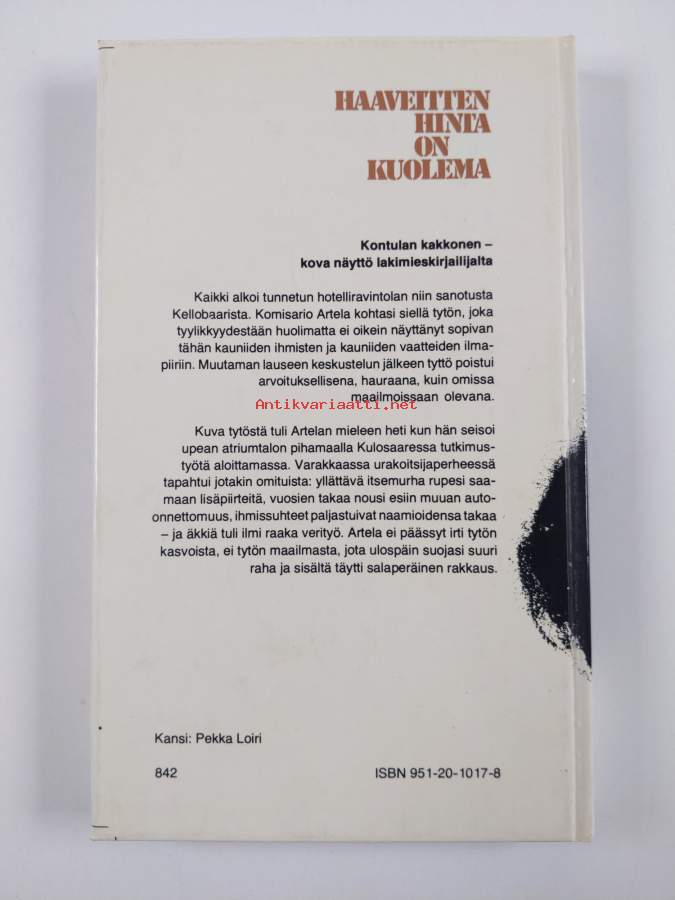 HAAVEITTEN
HINTA
ON
KUOLEMA
Kontulan kakkonen –
kova näyttö lakimieskirjailijalta
Kaikki alkoi tunnetun hotelliravintolan niin sanotusta
Kellobaarista. Komisario Artela kohtasi siellä tytön, joka
tyylikkyydestään huolimatta ei oikein näyttänyt sopivan
tähän kauniiden ihmisten ja kauniiden vaatteiden ilma-
piiriin. Muutaman lauseen keskustelun jälkeen tyttö poistui
arvoituksellisena, hauraana, kuin omissa
maailmoissaan olevana.
Antikvariaatti.net
Kuva tytöstä tuli Artelan mieleen heti kun hän seisoi
upean atriumtalon pihamaalla Kulosaaressa tutkimus-
työtä aloittamassa. Varakkaassa urakoitsijaperheessä
tapahtui jotakin omituista: yllättävä itsemurha rupesi saa-
maan lisäpiirteitä, vuosien takaa nousi esiin muuan auto-
onnettomuus, ihmissuhteet paljastuivat naamioidensa takaa
– ja äkkiä tuli ilmi raaka verityö. Artela ei päässyt irti tytön
kasvoista, ei tytön maailmasta, jota ulospäin suojasi suuri
raha ja sisältä täytti salaperäinen rakkaus.
Kansi: Pekka Loiri
842 ISBN 951-20-1017-8